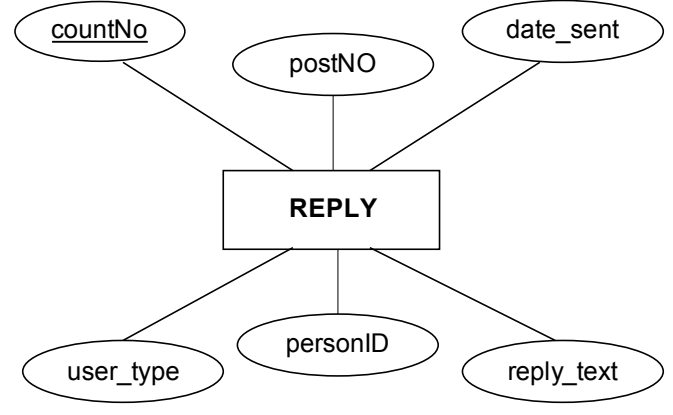 countNo
date_sent
postNO
REPLY
personID
user_type
reply_text